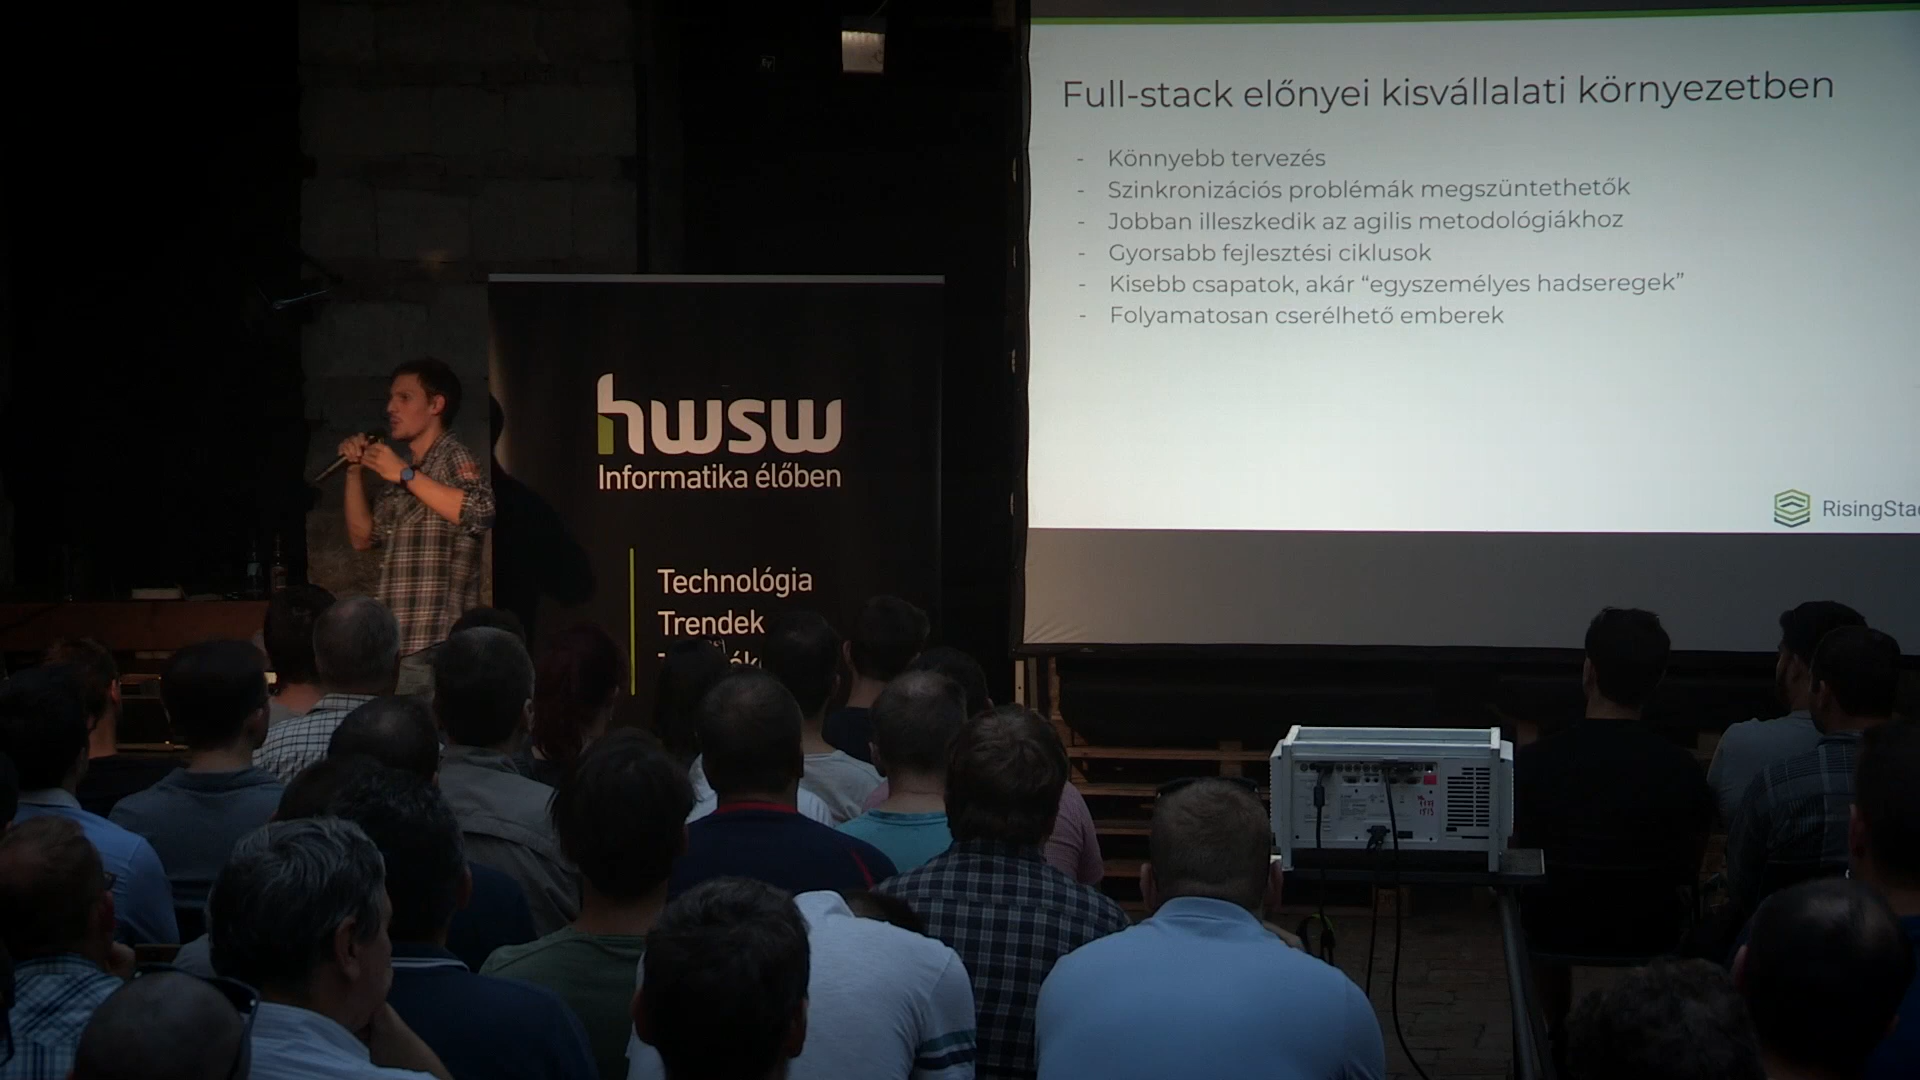 Full-stack előnyei kisvállalati környezetben
- Könnyebb tervezés
- Szinkronizációs problémák megszüntethetők
- Jobban illeszkedik az agilis metodológiákhoz
- Gyorsabb fejlesztési ciklusok
- Kisebb csapatok, akár “egyszemélyes hadseregek”
- Folyamatosan cserélhető emberek
RisingSta
hwsw
Informatika élőben
Technológia
Trendek